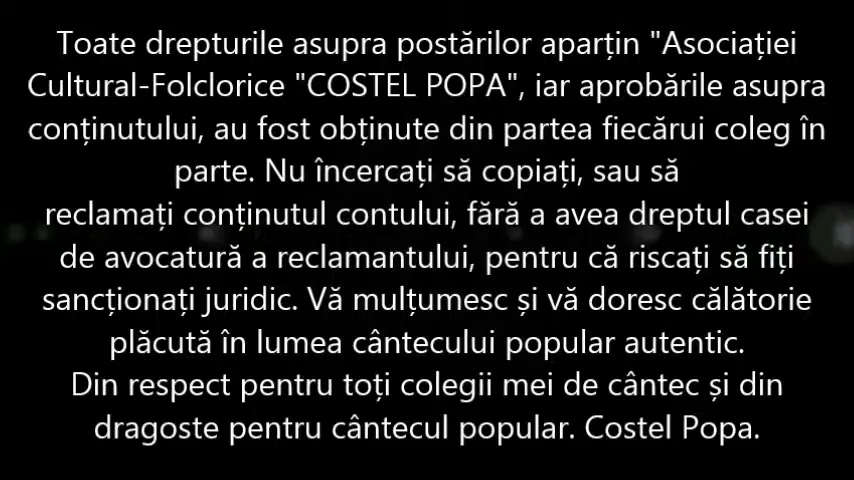 Toate drepturile asupra postărilor aparțin "Asociației
Cultural-Folclorice "COSTEL POPA", iar aprobările asupra
conținutului, au fost obținute din partea fiecărui coleg în
parte. Nu încercați să copiați, sau să
reclamați conținutul contului, fără a avea dreptul casei
de avocatură a reclamantului, pentru că riscați să fiți
sancționați juridic. Vă mulțumesc și vă doresc călătorie
plăcută în lumea cântecului popular autentic.
Din respect pentru toți colegii mei de cântec și din
dragoste pentru cântecul popular. Costel Popa.